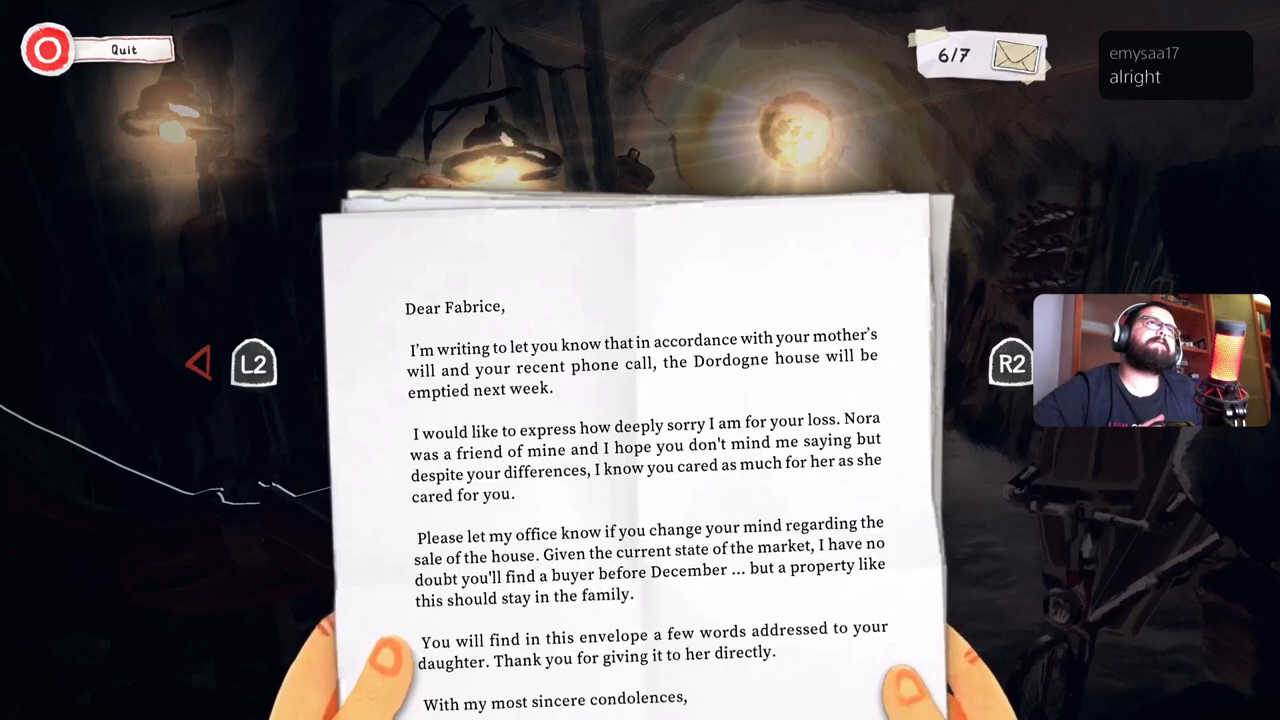 Quit
6/7
emysaa17
alright
Dear Fabrice,
I'm writing to let you know that in accordance with your mother's
will and your recent phone call, the Dordogne house will be
emptied next week.
I would like to express how deeply sorry I am for your loss. Nora
was a friend of mine and I hope you don't mind me saying but
despite your differences, I know you cared as much for her as she
cared for you.
Please let my office know if you change your mind regarding the
sale of the house. Given the current state of the market, I have no
doubt you'll find a buyer before December ... but a property like
this should stay in the family.
You will find in this envelope a few words addressed to your
daughter. Thank you for giving it to her directly.
With my most sincere condolences,
L2
R2